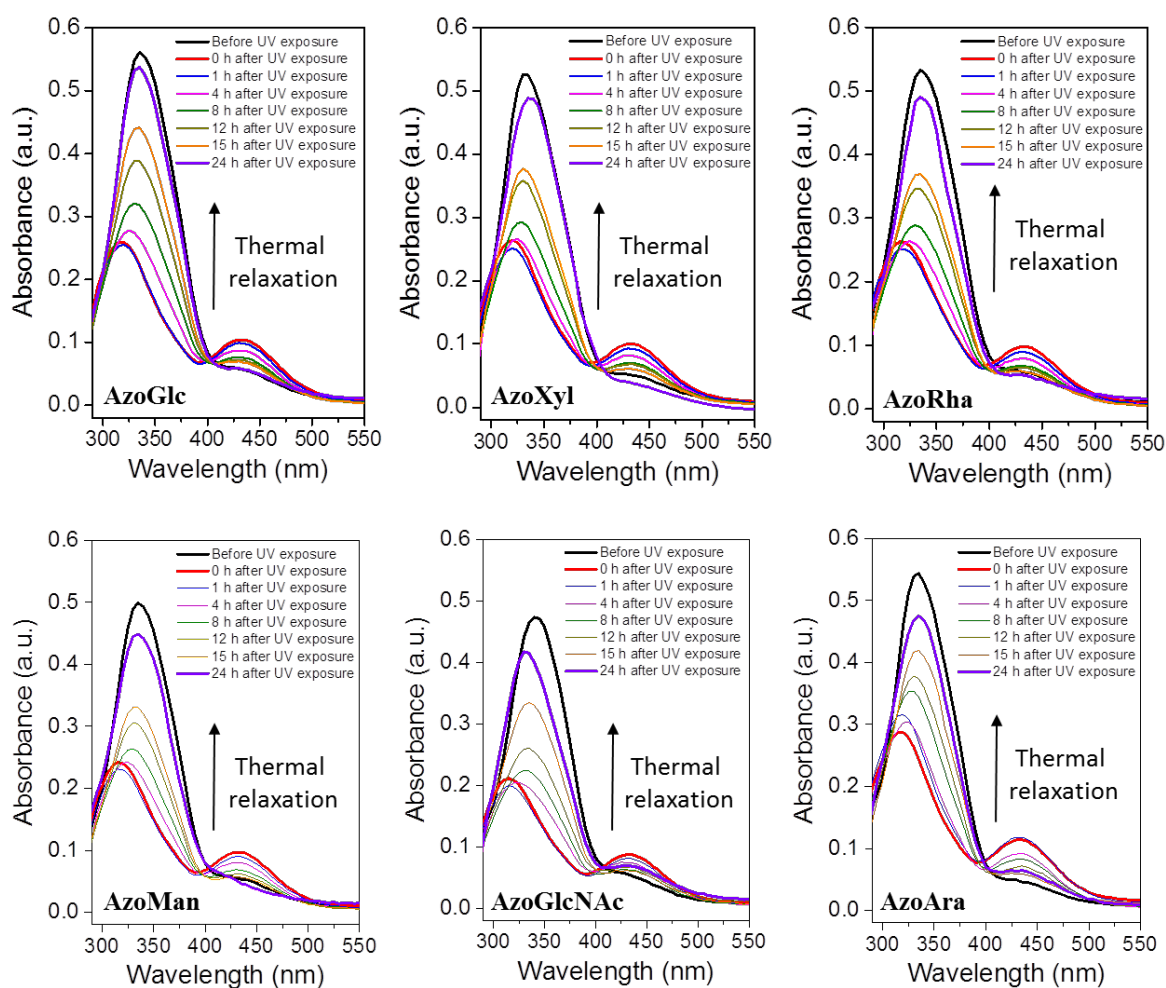 0.6
0.5
0.4
0.3
0.2
0.1
0.0
Absorbance (a.u.)
Before UV exposure
0 h after UV exposure
1 h after UV exposure
4 h after UV exposure
8 h after UV exposure
12 h after UV exposure
15 h after UV exposure
24 h after UV exposure
Thermal
relaxation
AzoGlc
300 350 400 450 500 550
Wavelength (nm)
0.6
0.5
0.4
0.3
0.2
0.1
0.0
Absorbance (a.u.)
Before UV exposure
0 h after UV exposure
1 h after UV exposure
4 h after UV exposure
8 h after UV exposure
12 h after UV exposure
15 h after UV exposure
24 h after UV exposure
Thermal
relaxation
AzoXyl
300 350 400 450 500 550
Wavelength (nm)
0.6
0.5
0.4
0.3
0.2
0.1
0.0
Absorbance (a.u.)
Before UV exposure
0 h after UV exposure
1 h after UV exposure
4 h after UV exposure
8 h after UV exposure
12 h after UV exposure
15 h after UV exposure
24 h after UV exposure
Thermal
relaxation
AzoRha
300 350 400 450 500 550
Wavelength (nm)
0.6
0.5
0.4
0.3
0.2
0.1
0.0
Absorbance (a.u.)
Before UV exposure
0 h after UV exposure
1 h after UV exposure
4 h after UV exposure
8 h after UV exposure
12 h after UV exposure
15 h after UV exposure
24 h after UV exposure
Thermal
relaxation
AzoMan
300 350 400 450 500 550
Wavelength (nm)
0.6
0.5
0.4
0.3
0.2
0.1
0.0
Absorbance (a.u.)
Before UV exposure
0 h after UV exposure
1 h after UV exposure
4 h after UV exposure
8 h after UV exposure
12 h after UV exposure
15 h after UV exposure
24 h after UV exposure
Thermal
relaxation
AzoGlcNAc
300 350 400 450 500 550
Wavelength (nm)
0.6
0.5
0.4
0.3
0.2
0.1
0.0
Absorbance (a.u.)
Before UV exposure
0 h after UV exposure
1 h after UV exposure
4 h after UV exposure
8 h after UV exposure
12 h after UV exposure
15 h after UV exposure
24 h after UV exposure
Thermal
relaxation
AzoAra
300 350 400 450 500 550
Wavelength (nm)